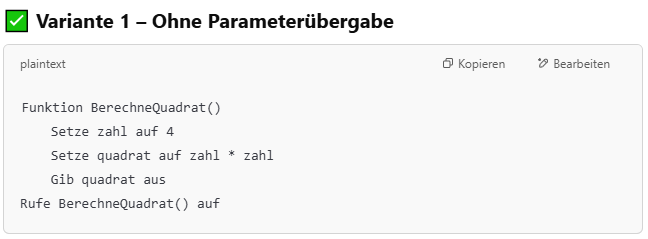 ✅ Variante 1 – Ohne Parameterübergabe
plaintext Kopieren Bearbeiten
Funktion BerechneQuadrat()
    Setze zahl auf 4
    Setze quadrat auf zahl * zahl
    Gib quadrat aus
Rufe BerechneQuadrat() auf